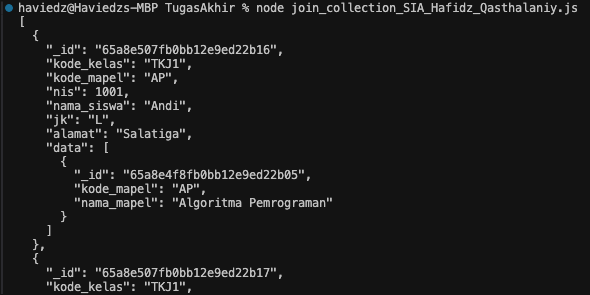 haviedz@Haviedzs-MBP TugasAkhir % node join_collection_SIA_Hafidz_Qasthalaniy.js
[
  {
    "_id": "65a8e507fb0bb12e9ed22b16",
    "kode_kelas": "TKJ1",
    "kode_mapel": "AP",
    "nis": 1001,
    "nama_siswa": "Andi",
    "jk": "L",
    "alamat": "Salatiga",
    "data": [
      {
        "_id": "65a8e4f8fb0bb12e9ed22b05",
        "kode_mapel": "AP",
        "nama_mapel": "Algoritma Pemrograman"
      }
    ]
  },
  {
    "_id": "65a8e507fb0bb12e9ed22b17",
    "kode_kelas": "TKJ1",